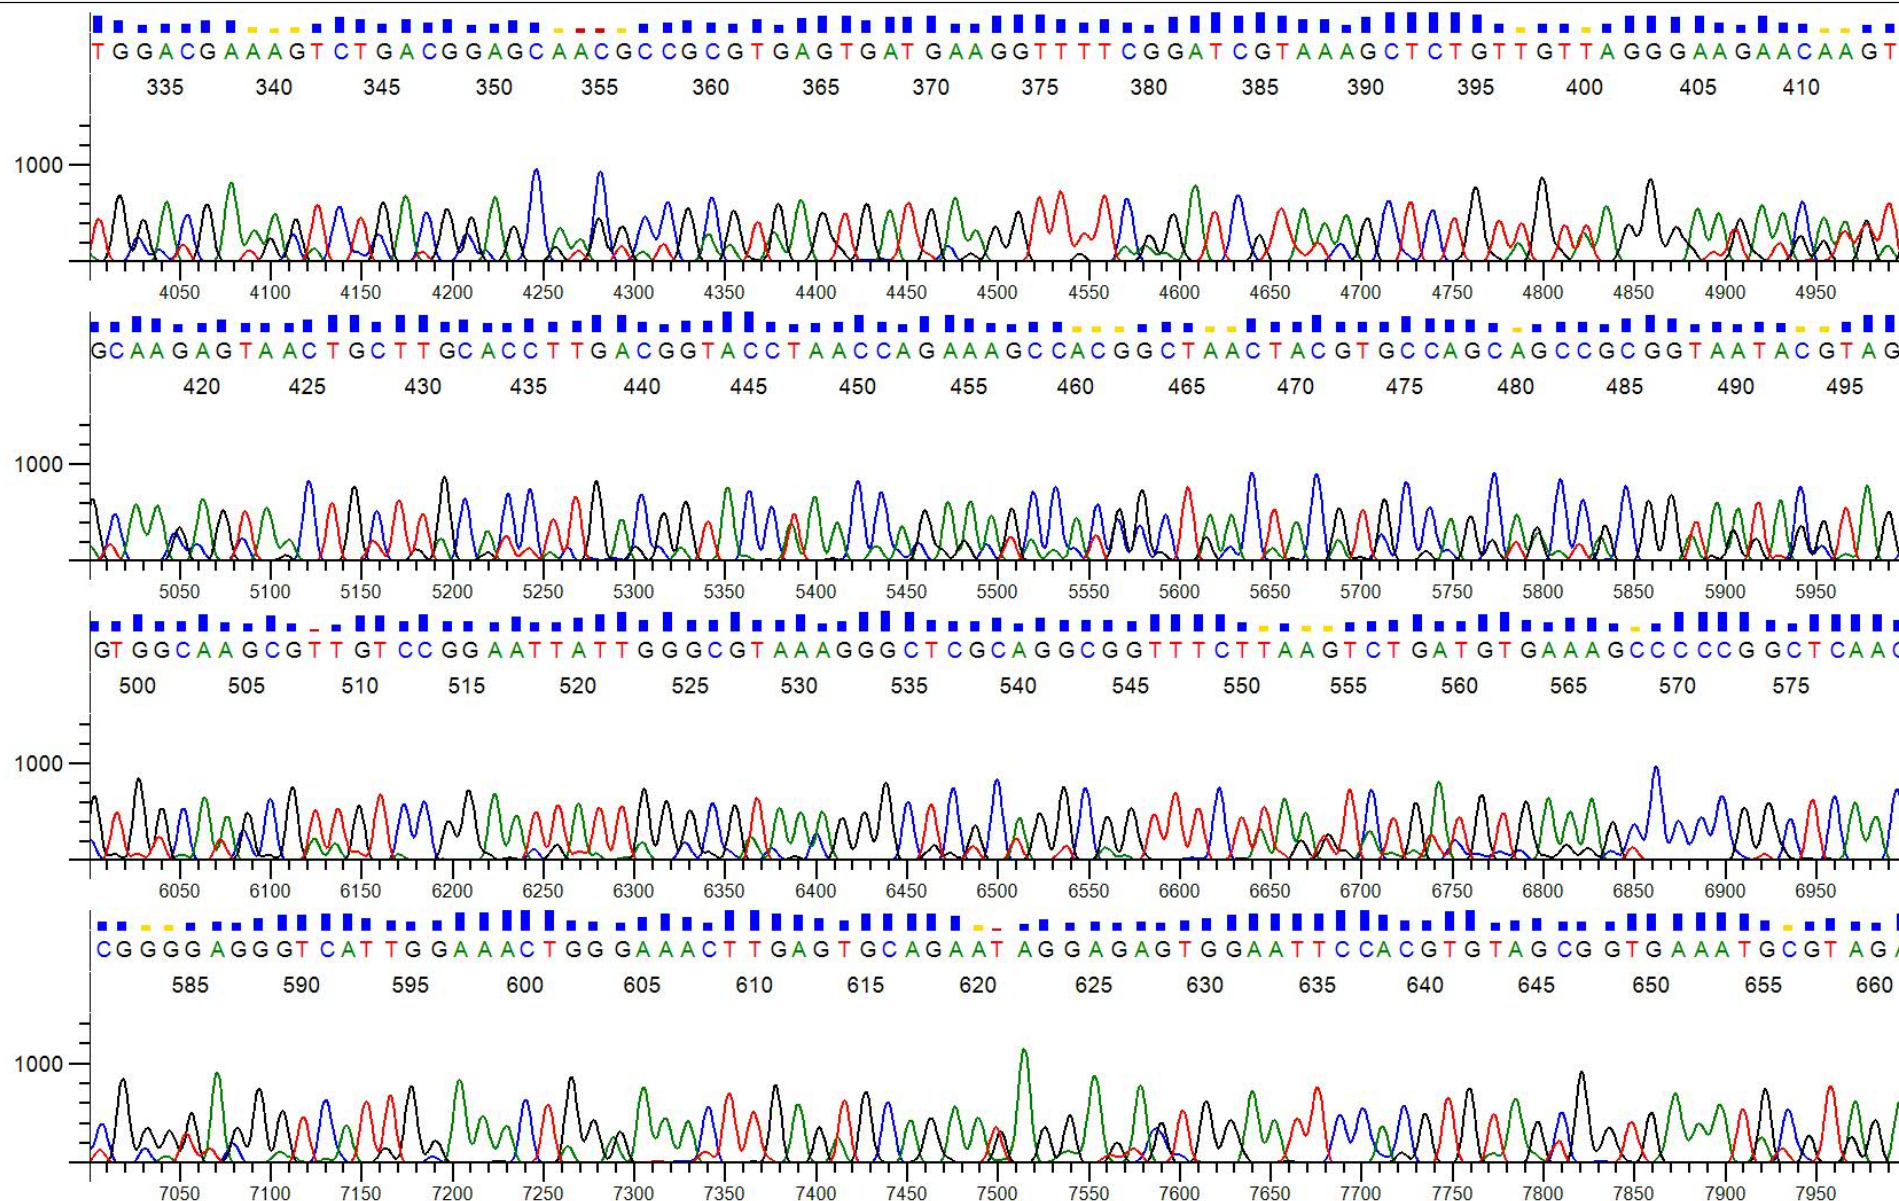 TGGACGAAAGTCTGACGGAGCAACGCCGCGTGAGTGATGAAGGTTTTCGGATCGTAAAGCTCTGTTGTTAGGGAAGAACAAGT
335 340 345 350 355 360 365 370 375 380 385 390 395 400 405 410
1000
4050 4100 4150 4200 4250 4300 4350 4400 4450 4500 4550 4600 4650 4700 4750 4800 4850 4900 4950
GCAAGAGTAACTGCTTGCACCTTGACGGTACCTAACCAGAAAGCCACGGCTAACTACGTGCCAGCAGCCGCGGTAATACGTAG
420 425 430 435 440 445 450 455 460 465 470 475 480 485 490 495
1000
5050 5100 5150 5200 5250 5300 5350 5400 5450 5500 5550 5600 5650 5700 5750 5800 5850 5900 5950
GTGGCAAGCGTTGTCCGGAATTATTGGGCGTAAAGGGCTCGCAGGCGGTTTCTTAAGTCTGATGTGAAAGCCCCCGGCTCAAC
500 505 510 515 520 525 530 535 540 545 550 555 560 565 570 575
1000
6050 6100 6150 6200 6250 6300 6350 6400 6450 6500 6550 6600 6650 6700 6750 6800 6850 6900 6950
CGGGGAGGGTCATTGGAAACTGGGAAACTTGAGTGCAGAATAGGAGAGTGGAATTCCACGTGTAGCGGTGAAATGCGTAGA
585 590 595 600 605 610 615 620 625 630 635 640 645 650 655 660
1000
7050 7100 7150 7200 7250 7300 7350 7400 7450 7500 7550 7600 7650 7700 7750 7800 7850 7900 7950